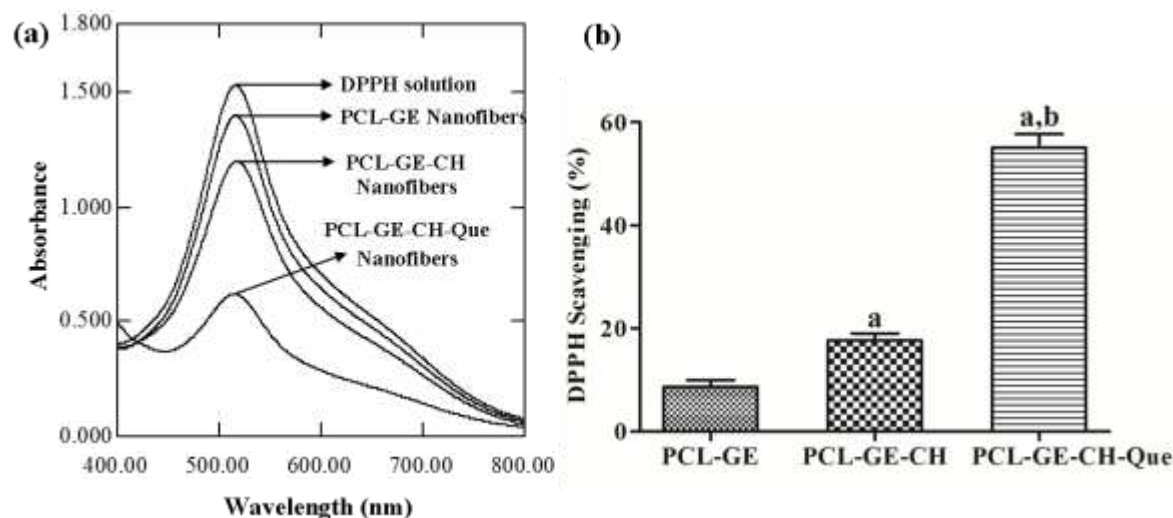 (a)
1.800
1.500
1.000
0.500
0.000
Absorbance
400.00 500.00 600.00 700.00 800.00
Wavelength (nm)
DPPH solution
PCL-GE Nanofibers
PCL-GE-CH
Nanofibers
PCL-GE-CH-Que
Nanofibers
(b)
60
40
20
0
DPPH Scavenging (%)
a
a,b
PCL-GE PCL-GE-CH PCL-GE-CH-Que